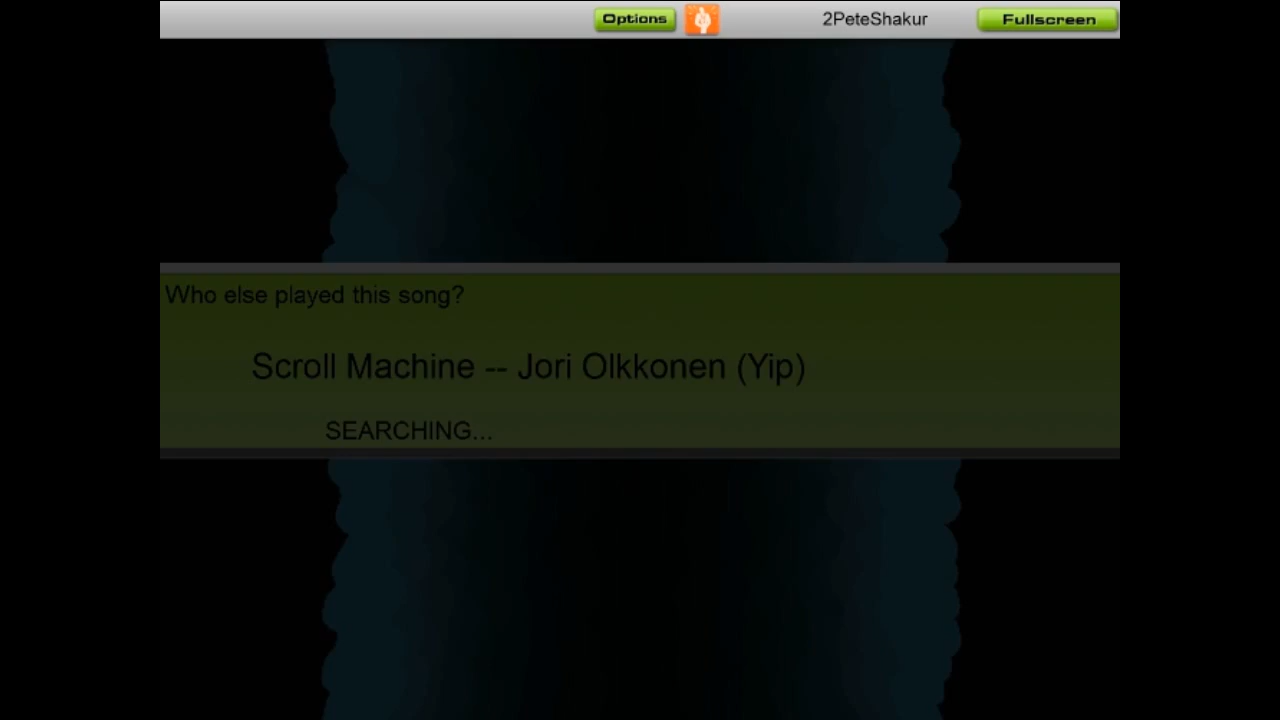 Options
2PeteShakur
Fullscreen
Who else played this song?
Scroll Machine -- Jori Olkkonen (Yip)
SEARCHING...